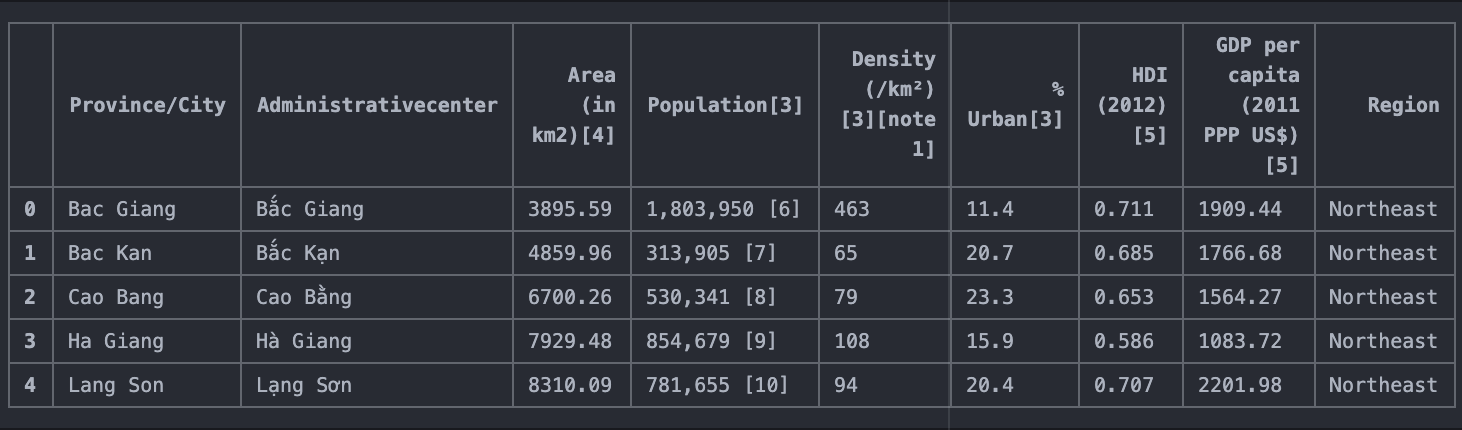 Province/City Administrativecenter Area (in km2)[4] Population[3] Density (/km²) [3][note 1] % Urban[3] HDI (2012) [5] GDP per capita (2011 PPP US$) [5] Region
0 Bac Giang Bắc Giang 3895.59 1,803,950 [6] 463 11.4 0.711 1909.44 Northeast
1 Bac Kan Bắc Kạn 4859.96 313,905 [7] 65 20.7 0.685 1766.68 Northeast
2 Cao Bang Cao Bằng 6700.26 530,341 [8] 79 23.3 0.653 1564.27 Northeast
3 Ha Giang Hà Giang 7929.48 854,679 [9] 108 15.9 0.586 1083.72 Northeast
4 Lang Son Lạng Sơn 8310.09 781,655 [10] 94 20.4 0.707 2201.98 Northeast